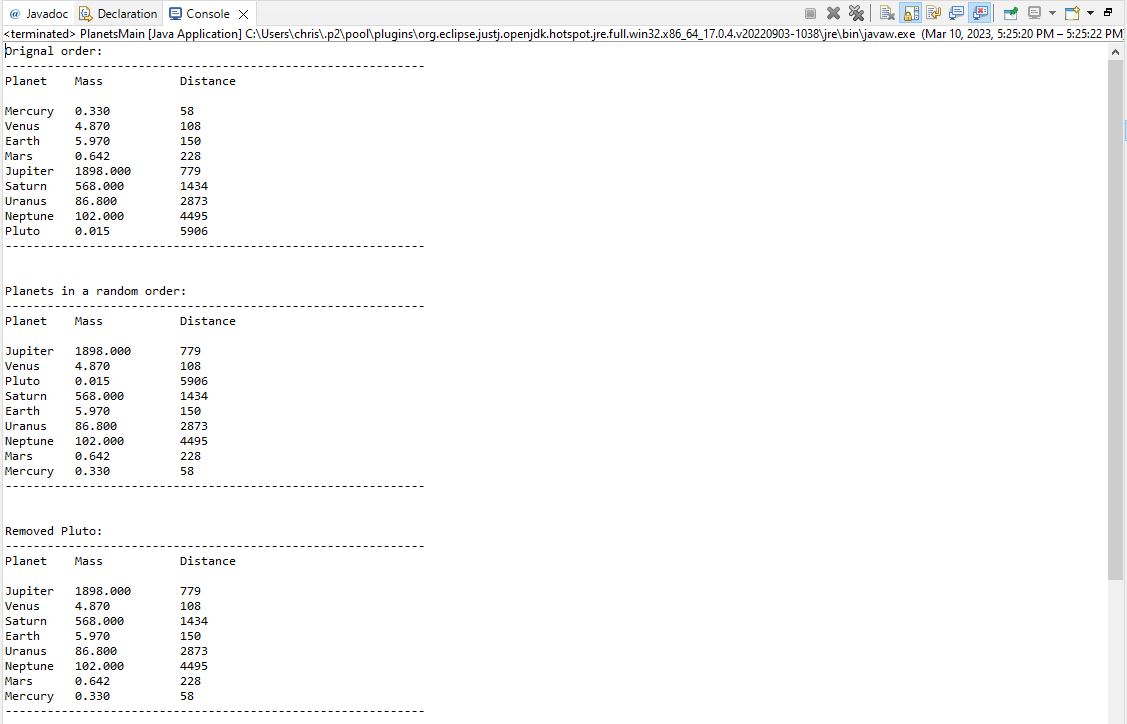 @ Javadoc Declaration Console
<terminated> PlanetsMain [Java Application] C:\Users\chris\.p2\pool\plugins\org.eclipse.justj.openjdk.hotspot.jre.full.win32.x86_64_17.0.4.v20220903-1038\jre\bin\javaw.exe (Mar 10, 2023, 5:25:20 PM – 5:25:22 PM)
Orignal order:
------------------------------------------------------------
Planet    Mass           Distance
Mercury   0.330          58
Venus     4.870          108
Earth     5.970          150
Mars      0.642          228
Jupiter   1898.000       779
Saturn    568.000        1434
Uranus    86.800         2873
Neptune   102.000        4495
Pluto     0.015          5906
------------------------------------------------------------
Planets in a random order:
------------------------------------------------------------
Planet    Mass           Distance
Jupiter   1898.000       779
Venus     4.870          108
Pluto     0.015          5906
Saturn    568.000        1434
Earth     5.970          150
Uranus    86.800         2873
Neptune   102.000        4495
Mars      0.642          228
Mercury   0.330          58
------------------------------------------------------------
Removed Pluto:
------------------------------------------------------------
Planet    Mass           Distance
Jupiter   1898.000       779
Venus     4.870          108
Saturn    568.000        1434
Earth     5.970          150
Uranus    86.800         2873
Neptune   102.000        4495
Mars      0.642          228
Mercury   0.330          58
------------------------------------------------------------